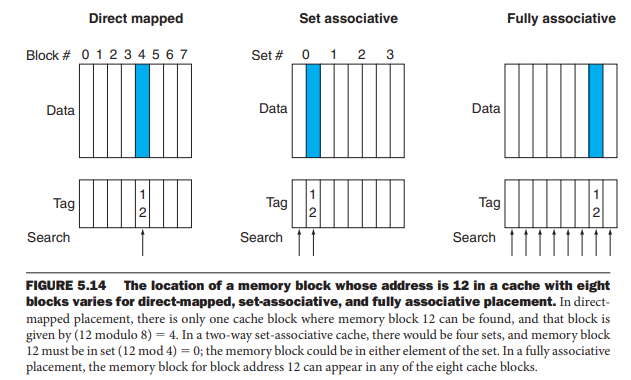 Direct mapped
Set associative
Fully associative
Block # 0 1 2 3 4 5 6 7
Set # 0 1 2 3
Data
Data
Data
Tag
1
2
Tag
1
2
Tag
1
2
Search
Search
Search
FIGURE 5.14 The location of a memory block whose address is 12 in a cache with eight
blocks varies for direct-mapped, set-associative, and fully associative placement. In direct-
mapped placement, there is only one cache block where memory block 12 can be found, and that block is
given by (12 modulo 8) = 4. In a two-way set-associative cache, there would be four sets, and memory block
12 must be in set (12 mod 4) = 0; the memory block could be in either element of the set. In a fully associative
placement, the memory block for block address 12 can appear in any of the eight cache blocks.